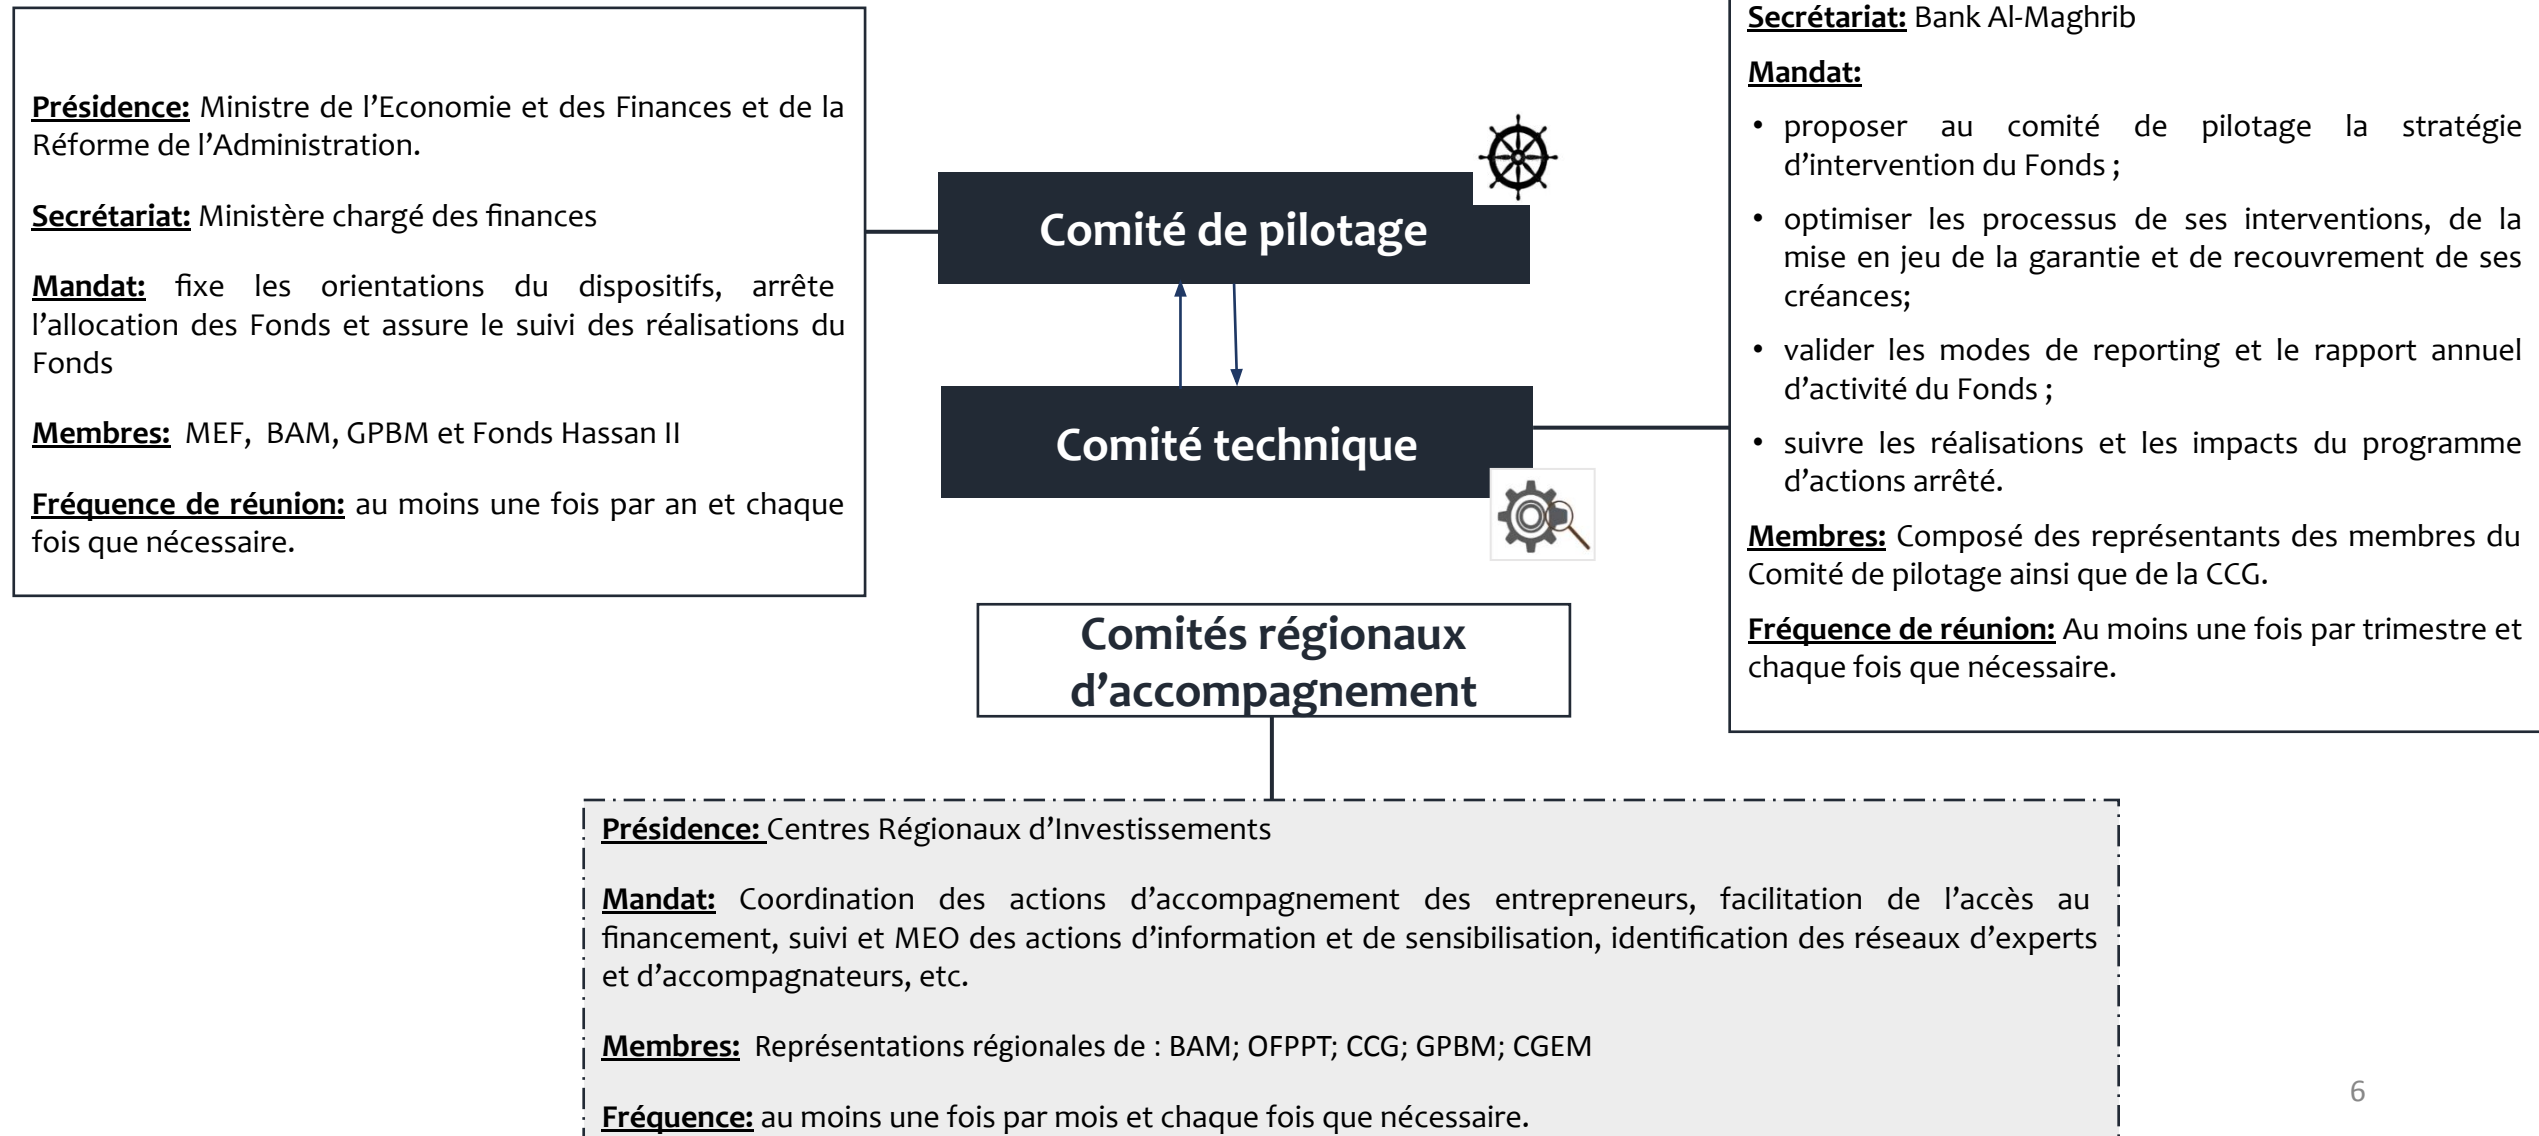 Présidence: Ministre de l’Economie et des Finances et de la
Réforme de l’Administration.
Secrétariat: Ministère chargé des finances
Mandat: fixe les orientations du dispositifs, arrête
l’allocation des Fonds et assure le suivi des réalisations du
Fonds
Membres: MEF, BAM, GPBM et Fonds Hassan II
Fréquence de réunion: au moins une fois par an et chaque
fois que nécessaire.
Comité de pilotage
Comité technique
Secrétariat: Bank Al-Maghrib
Mandat:
• proposer au comité de pilotage la stratégie
d’intervention du Fonds ;
• optimiser les processus de ses interventions, de la
mise en jeu de la garantie et de recouvrement de ses
créances;
• valider les modes de reporting et le rapport annuel
d’activité du Fonds ;
• suivre les réalisations et les impacts du programme
d’actions arrêté.
Membres: Composé des représentants des membres du
Comité de pilotage ainsi que de la CCG.
Fréquence de réunion: Au moins une fois par trimestre et
chaque fois que nécessaire.
Comités régionaux
d’accompagnement
Présidence: Centres Régionaux d’Investissements
Mandat: Coordination des actions d’accompagnement des entrepreneurs, facilitation de l’accès au
financement, suivi et MEO des actions d’information et de sensibilisation, identification des réseaux d’experts
et d’accompagnateurs, etc.
Membres: Représentations régionales de : BAM; OFPPT; CCG; GPBM; CGEM
Fréquence: au moins une fois par mois et chaque fois que nécessaire.
6